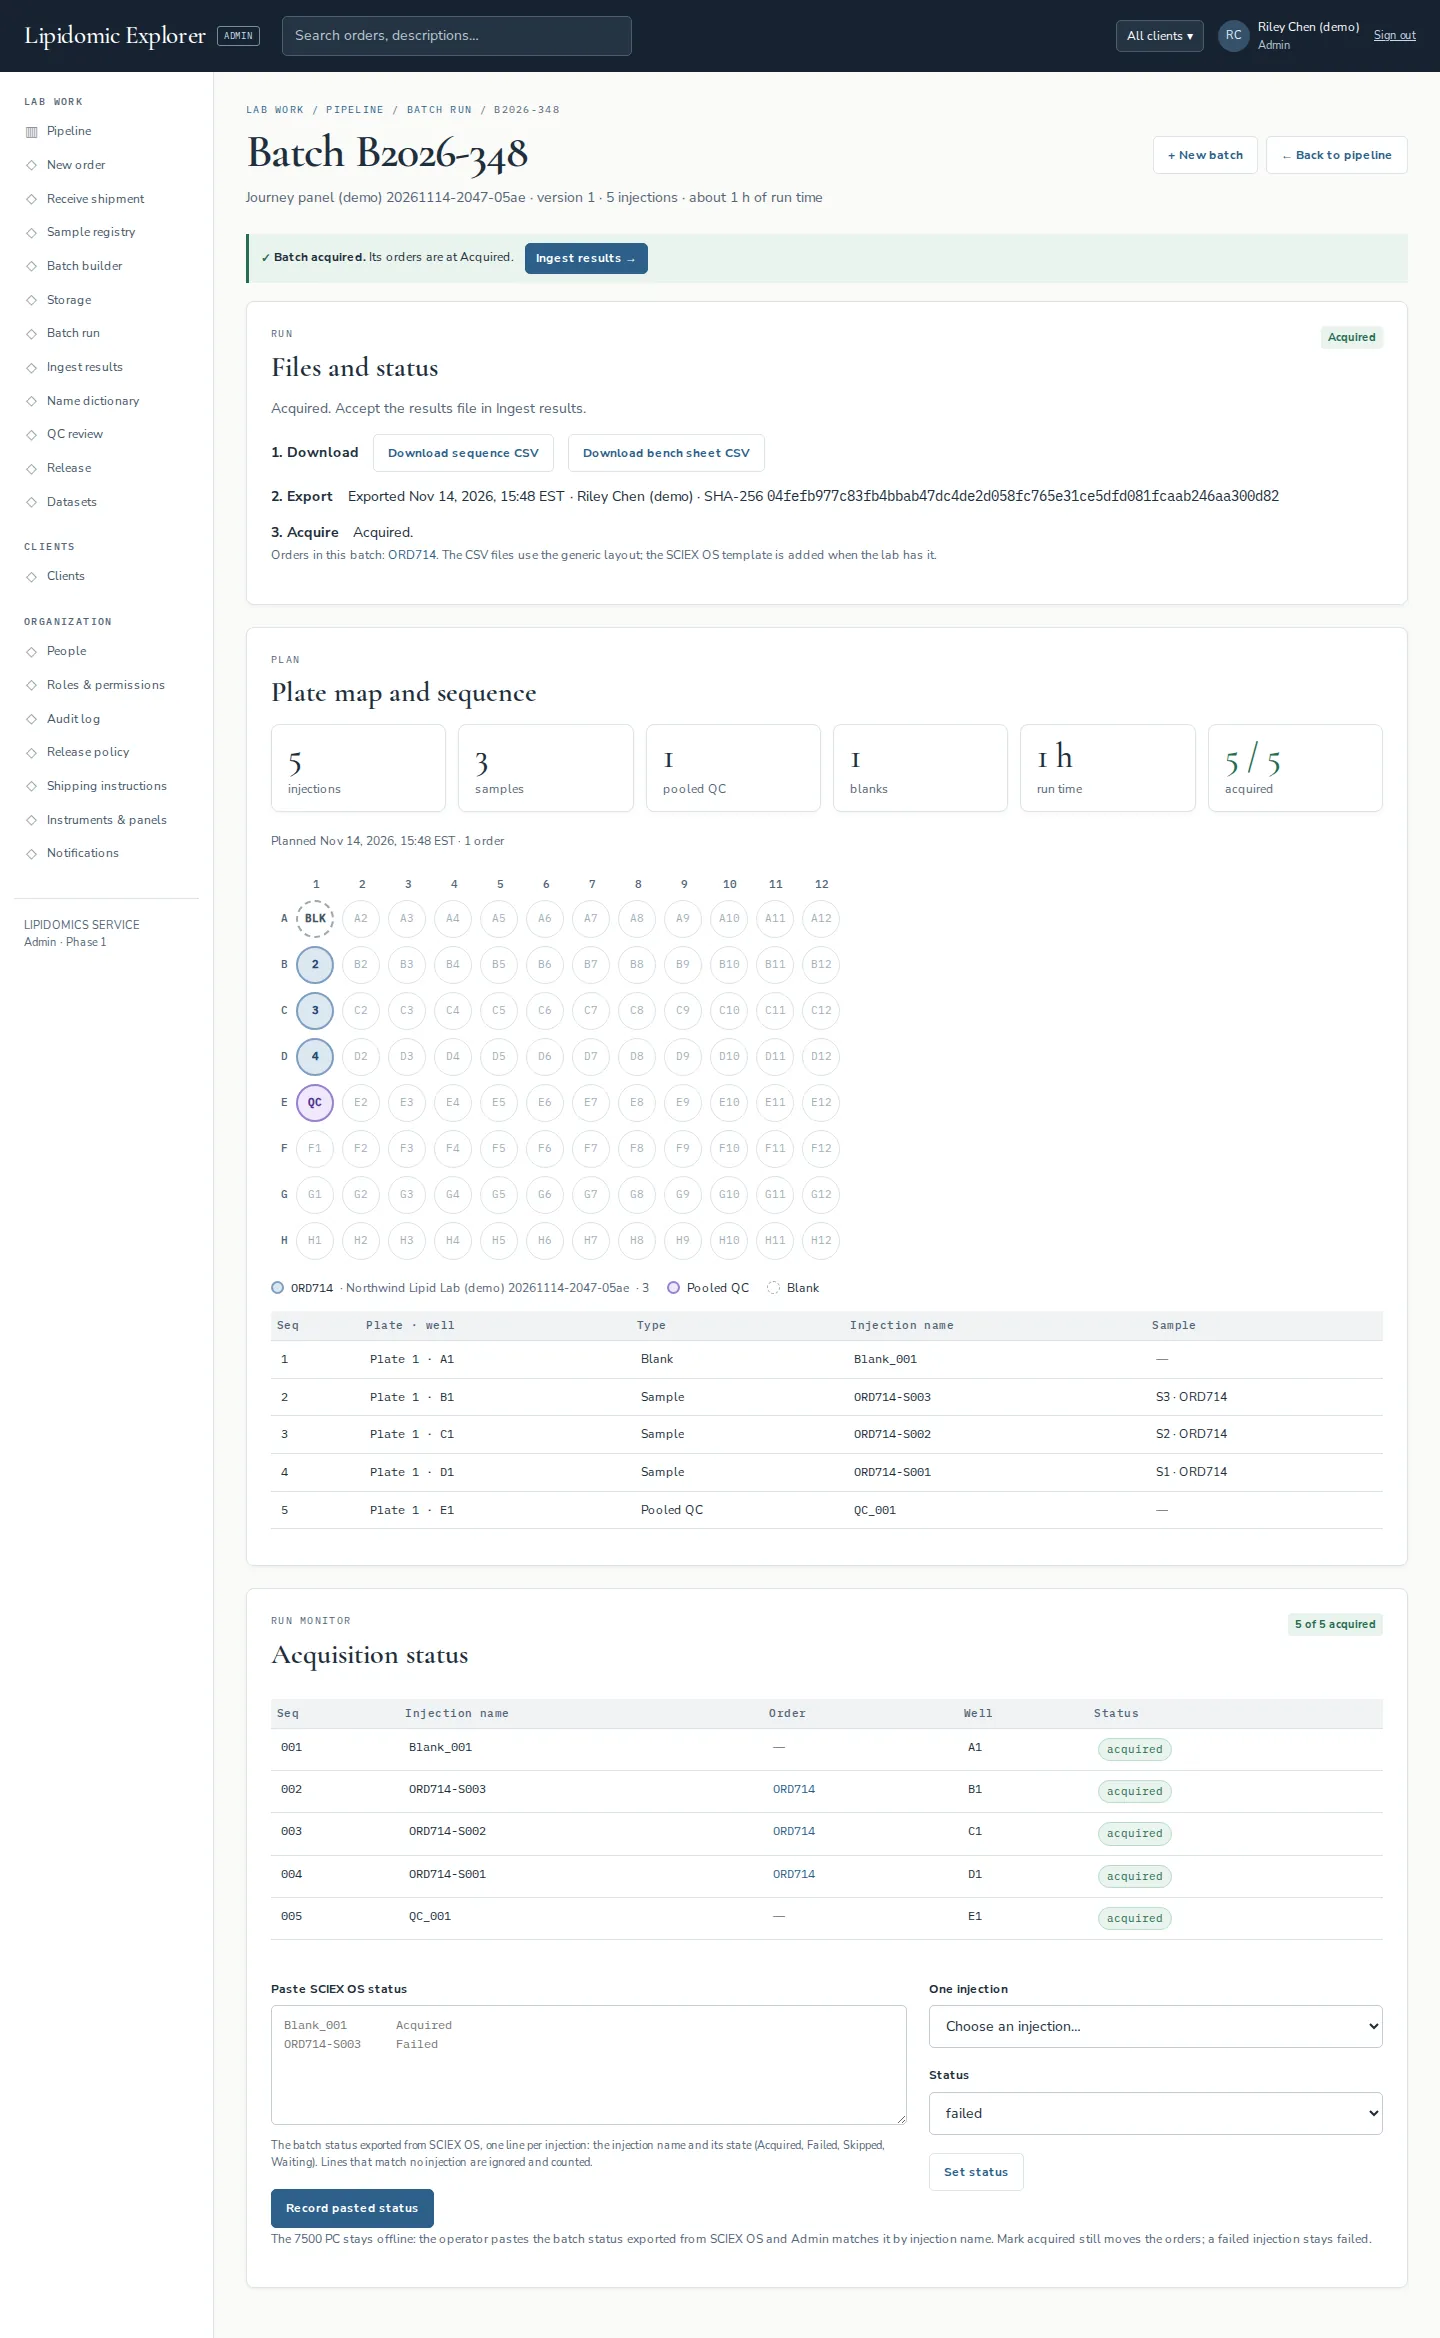 Lipidomic Explorer ADMIN Search orders, descriptions... All clients ▾ RC Riley Chen (demo) Admin Sign out
LAB WORK
Pipeline
New order
Receive shipment
Sample registry
Batch builder
Storage
Batch run
Ingest results
Name dictionary
QC review
Release
Datasets
CLIENTS
Clients
ORGANIZATION
People
Roles & permissions
Audit log
Release policy
Shipping instructions
Instruments & panels
Notifications
LIPIDOMICS SERVICE
Admin · Phase 1
LAB WORK / PIPELINE / BATCH RUN / B2026-348
Batch B2026-348
+ New batch ← Back to pipeline
Journey panel (demo) 20261114-2047-05ae · version 1 · 5 injections · about 1 h of run time
✓ Batch acquired. Its orders are at Acquired. Ingest results →
RUN
Acquired
Files and status
Acquired. Accept the results file in Ingest results.
1. Download Download sequence CSV Download bench sheet CSV
2. Export Exported Nov 14, 2026, 15:48 EST · Riley Chen (demo) · SHA-256 04fefb977c83fb4bbab47dc4de2d058fc765e31ce5dfd081fcaab246aa300d82
3. Acquire Acquired.
Orders in this batch: ORD714. The CSV files use the generic layout; the SCIEX OS template is added when the lab has it.
PLAN
Plate map and sequence
5 injections
3 samples
1 pooled QC
1 blanks
1 h run time
5 / 5 acquired
Planned Nov 14, 2026, 15:48 EST · 1 order
1 2 3 4 5 6 7 8 9 10 11 12
A BLK A2 A3 A4 A5 A6 A7 A8 A9 A10 A11 A12
B 2 B2 B3 B4 B5 B6 B7 B8 B9 B10 B11 B12
C 3 C2 C3 C4 C5 C6 C7 C8 C9 C10 C11 C12
D 4 D2 D3 D4 D5 D6 D7 D8 D9 D10 D11 D12
E QC E2 E3 E4 E5 E6 E7 E8 E9 E10 E11 E12
F F1 F2 F3 F4 F5 F6 F7 F8 F9 F10 F11 F12
G G1 G2 G3 G4 G5 G6 G7 G8 G9 G10 G11 G12
H H1 H2 H3 H4 H5 H6 H7 H8 H9 H10 H11 H12
ORD714 · Northwind Lipid Lab (demo) 20261114-2047-05ae · 3 Pooled QC Blank
Seq Plate · well Type Injection name Sample
1 Plate 1 · A1 Blank Blank_001 —
2 Plate 1 · B1 Sample ORD714-S003 S3 · ORD714
3 Plate 1 · C1 Sample ORD714-S002 S2 · ORD714
4 Plate 1 · D1 Sample ORD714-S001 S1 · ORD714
5 Plate 1 · E1 Pooled QC QC_001 —
RUN MONITOR
5 of 5 acquired
Acquisition status
Seq Injection name Order Well Status
001 Blank_001 — A1 acquired
002 ORD714-S003 ORD714 B1 acquired
003 ORD714-S002 ORD714 C1 acquired
004 ORD714-S001 ORD714 D1 acquired
005 QC_001 — E1 acquired
Paste SCIEX OS status
Blank_001 Acquired
ORD714-S003 Failed
The batch status exported from SCIEX OS, one line per injection: the injection name and its state (Acquired, Failed, Skipped,
Waiting). Lines that match no injection are ignored and counted.
Record pasted status
One injection
Choose an injection...
Status
failed
Set status
The 7500 PC stays offline: the operator pastes the batch status exported from SCIEX OS and Admin matches it by injection name. Mark acquired still moves the orders; a failed injection stays failed.